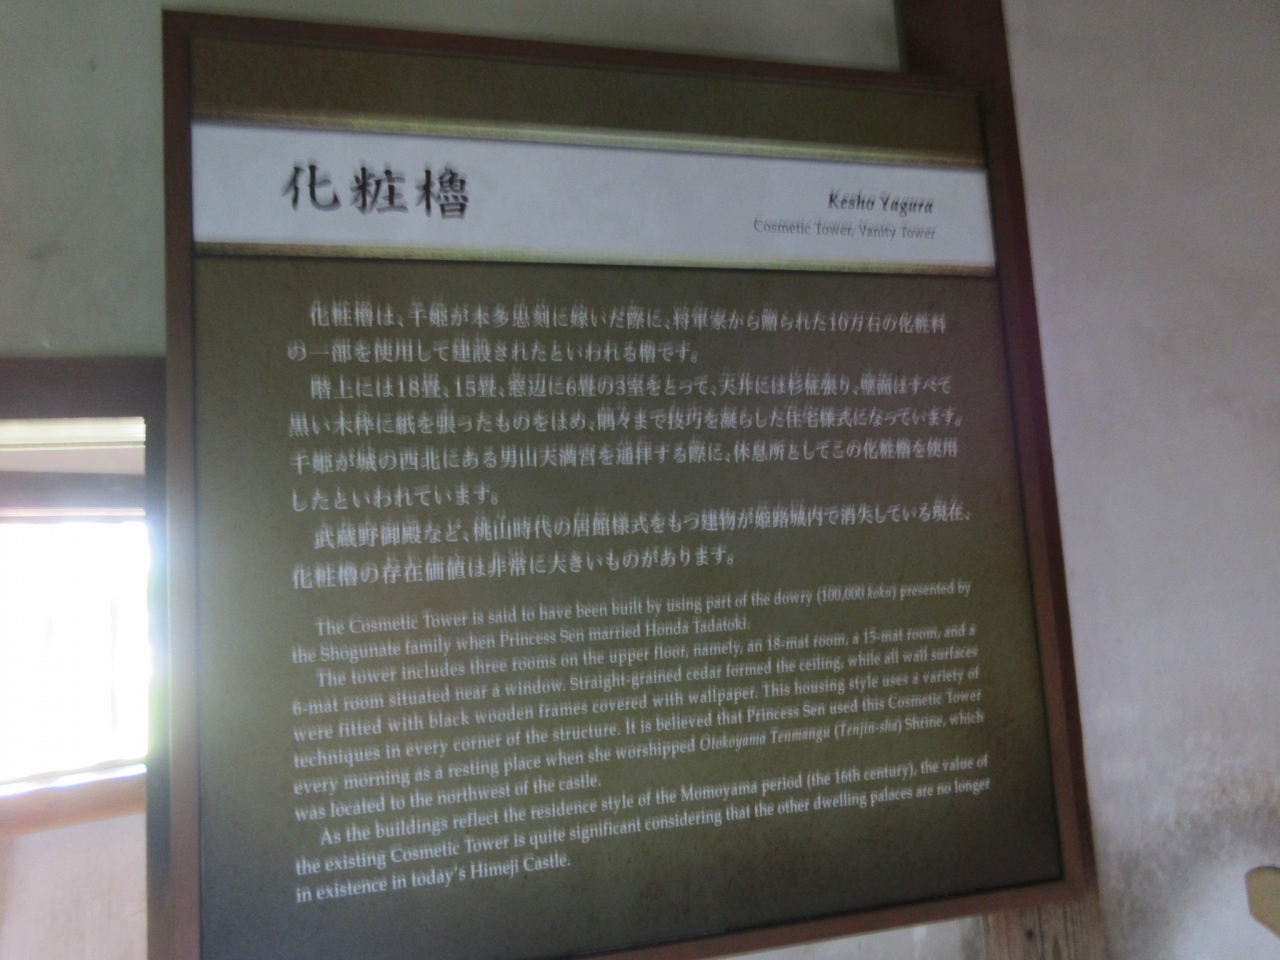 化粧櫓
Kesho Yagura
Cosmetic Tower, Vanity Tower
化粧櫓は、千姫が本多忠刻に嫁いだ際に、将軍家から贈られた10万石の化粧料
の一部を使用して建設されたといわれる櫓です。
階上には18畳、15畳、窓辺に6畳の3室をとって、天井には杉柾張り、壁面はすべて
黒い木枠に紙を張ったものをはめ、隅々まで技巧を凝らした住宅様式になっています。
千姫が城の西北にある男山天満宮を遥拝する際に、休息所としてこの化粧櫓を使用
したといわれています。
武蔵野御殿など、桃山時代の居館様式をもつ建物が姫路城内で消失している現在、
化粧櫓の存在価値は非常に大きいものがあります。
The Cosmetic Tower is said to have been built by using part of the dowry (100,000 koku) presented by
the Shogunate family when Princess Sen married Honda Tadatoki.
The tower includes three rooms on the upper floor, namely, an 18-mat room, a 15-mat room, and a
6-mat room situated near a window. Straight-grained cedar formed the ceiling, while all wall surfaces
were fitted with black wooden frames covered with wallpaper. This housing style uses a variety of
techniques in every corner of the structure. It is believed that Princess Sen used this Cosmetic Tower
every morning as a resting place when she worshipped Otokoyama Tenmangu (Tenjin-sha) Shrine, which
was located to the northwest of the castle.
As the buildings reflect the residence style of the Momoyama period (the 16th century), the value of
the existing Cosmetic Tower is quite significant considering that the other dwelling palaces are no longer
in existence in today's Himeji Castle.